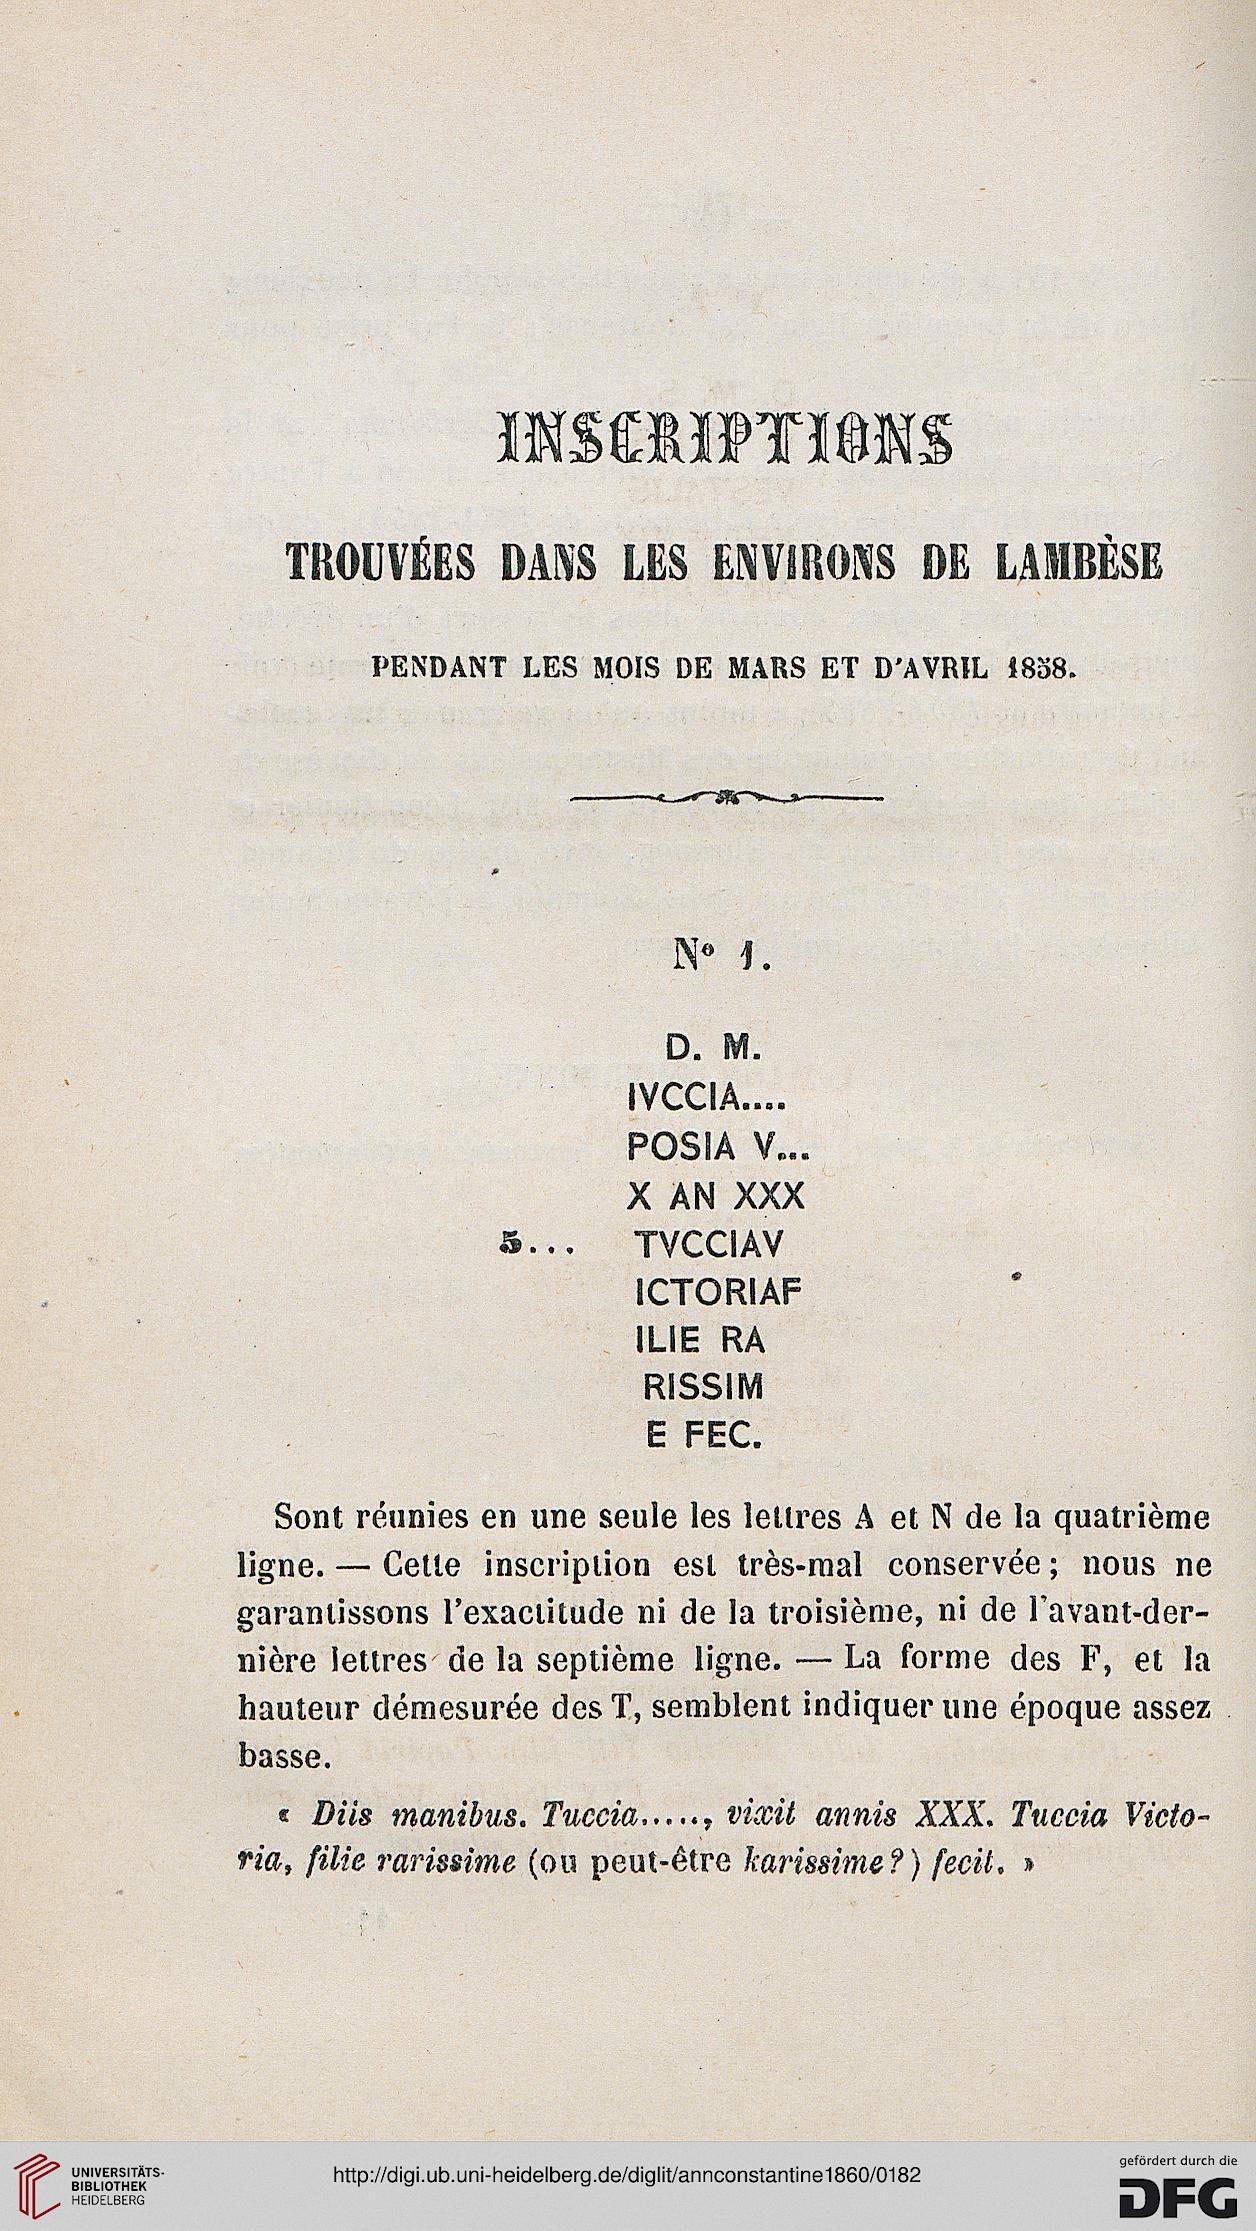 INSCRIPTIONS
TROUVÉES DANS LES ENVIRONS DE LAMBÈSE
PENDANT LES MOIS DE MARS ET D'AVRIL 1858.
Nº 1.
D. M.
IVCCIA....
POSIA V...
X AN XXX
5... TVCCIAV
ICTORIAF
ILIE RA
RISSIM
E FEC.
Sont réunies en une seule les lettres A et N de la quatrième
ligne. — Cette inscription est très-mal conservée; nous ne
garantissons l'exactitude ni de la troisième, ni de l'avant-der-
nière lettres de la septième ligne. — La forme des F, et la
hauteur démesurée des T, semblent indiquer une époque assez
basse.
« Diis manibus. Tuccia....., vixit annis XXX. Tuccia Victo-
ria, filie rarissime (ou peut-être karissime?) fecit. »
UNIVERSITÄTS-
BIBLIOTHEK
HEIDELBERG
http://digi.ub.uni-heidelberg.de/diglit/annconstantine1860/0182
gefördert durch die
DFG